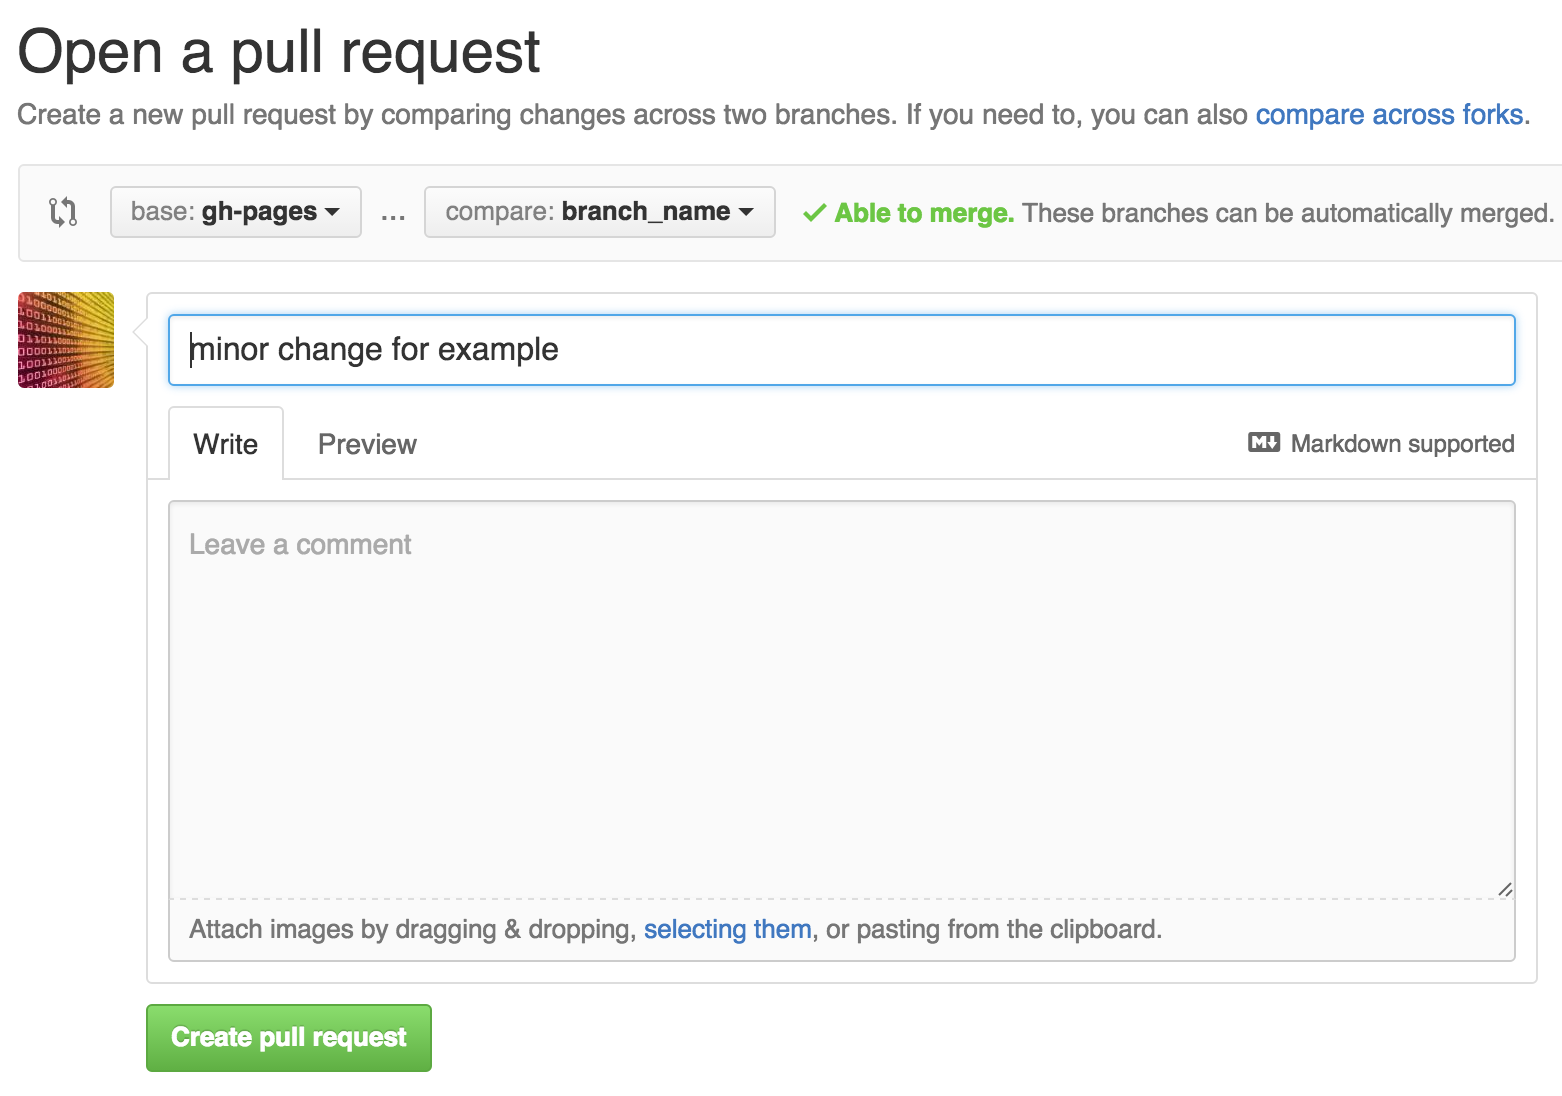 Open a pull request
Create a new pull request by comparing changes across two branches. If you need to, you can also compare across forks.
base: gh-pages ... compare: branch_name Able to merge. These branches can be automatically merged.
minor change for example
Write Preview M↓ Markdown supported
Leave a comment
Attach images by dragging & dropping, selecting them, or pasting from the clipboard.
Create pull request